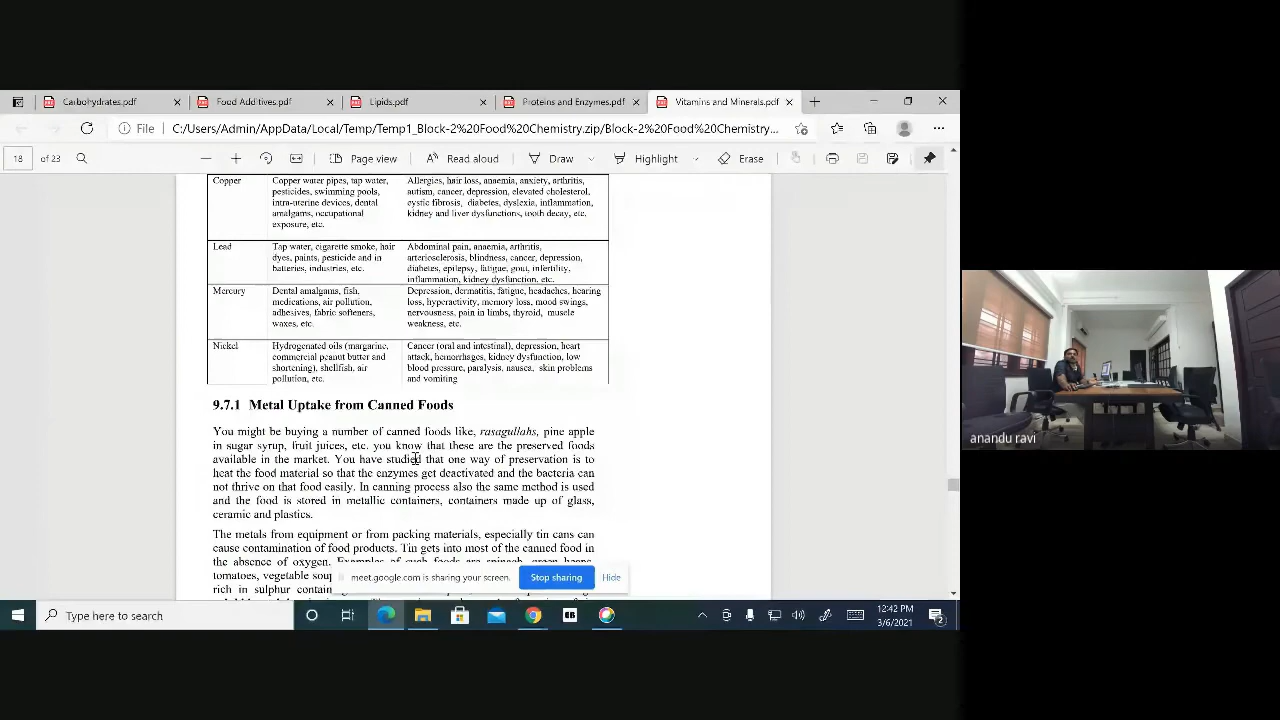 Carbohydrates.pdf
Food Additives.pdf
Lipids.pdf
Proteins and Enzymes.pdf
Vitamins and Minerals.pdf
File
C:/Users/Admin/AppData/Local/Temp/Temp1_Block-2%20Food%20Chemistry.zip/Block-2%20Food%20Chemistry...
18 of 23
Page view
Read aloud
Draw
Highlight
Erase
Copper
Copper water pipes, tap water,
pesticides, swimming pools,
intra-uterine devices, dental
amalgams, occupational
exposure, etc.
Allergies, hair loss, anaemia, anxiety, arthritis,
autism, cancer, depression, elevated cholesterol,
cystic fibrosis, diabetes, dyslexia, inflammation,
kidney and liver dysfunctions, tooth decay, etc.
Lead
Tap water, cigarette smoke, hair
dyes, paints, pesticide and in
batteries, industries, etc.
Abdominal pain, anaemia, arthritis,
arteriosclerosis, blindness, cancer, depression,
diabetes, epilepsy, fatigue, gout, infertility,
inflammation, kidney dysfunction, etc.
Mercury
Dental amalgams, fish,
medications, air pollution,
adhesives, fabric softeners,
waxes, etc.
Depression, dermatitis, fatigue, headaches, hearing
loss, hyperactivity, memory loss, mood swings,
nervousness, pain in limbs, thyroid, muscle
weakness, etc.
Nickel
Hydrogenated oils (margarine,
commercial peanut butter and
shortening), shellfish, air
pollution, etc.
Cancer (oral and intestinal), depression, heart
attack, hemorrhages, kidney dysfunction, low
blood pressure, paralysis, nausea, skin problems
and vomiting
9.7.1 Metal Uptake from Canned Foods
You might be buying a number of canned foods like, rasagullahs, pine apple
in sugar syrup, fruit juices, etc. you know that these are the preserved foods
available in the market. You have studied that one way of preservation is to
heat the food material so that the enzymes get deactivated and the bacteria can
not thrive on that food easily. In canning process also the same method is used
and the food is stored in metallic containers, containers made up of glass,
ceramic and plastics.
The metals from equipment or from packing materials, especially tin cans can
cause contamination of food products. Tin gets into most of the canned food in
the absence of oxygen. Examples of such foods are spinach, green beans,
tomatoes, vegetable soup
rich in sulphur contain
meet.google.com is sharing your screen.
Stop sharing
Hide
Type here to search
12:42 PM
3/6/2021
2
anandu ravi